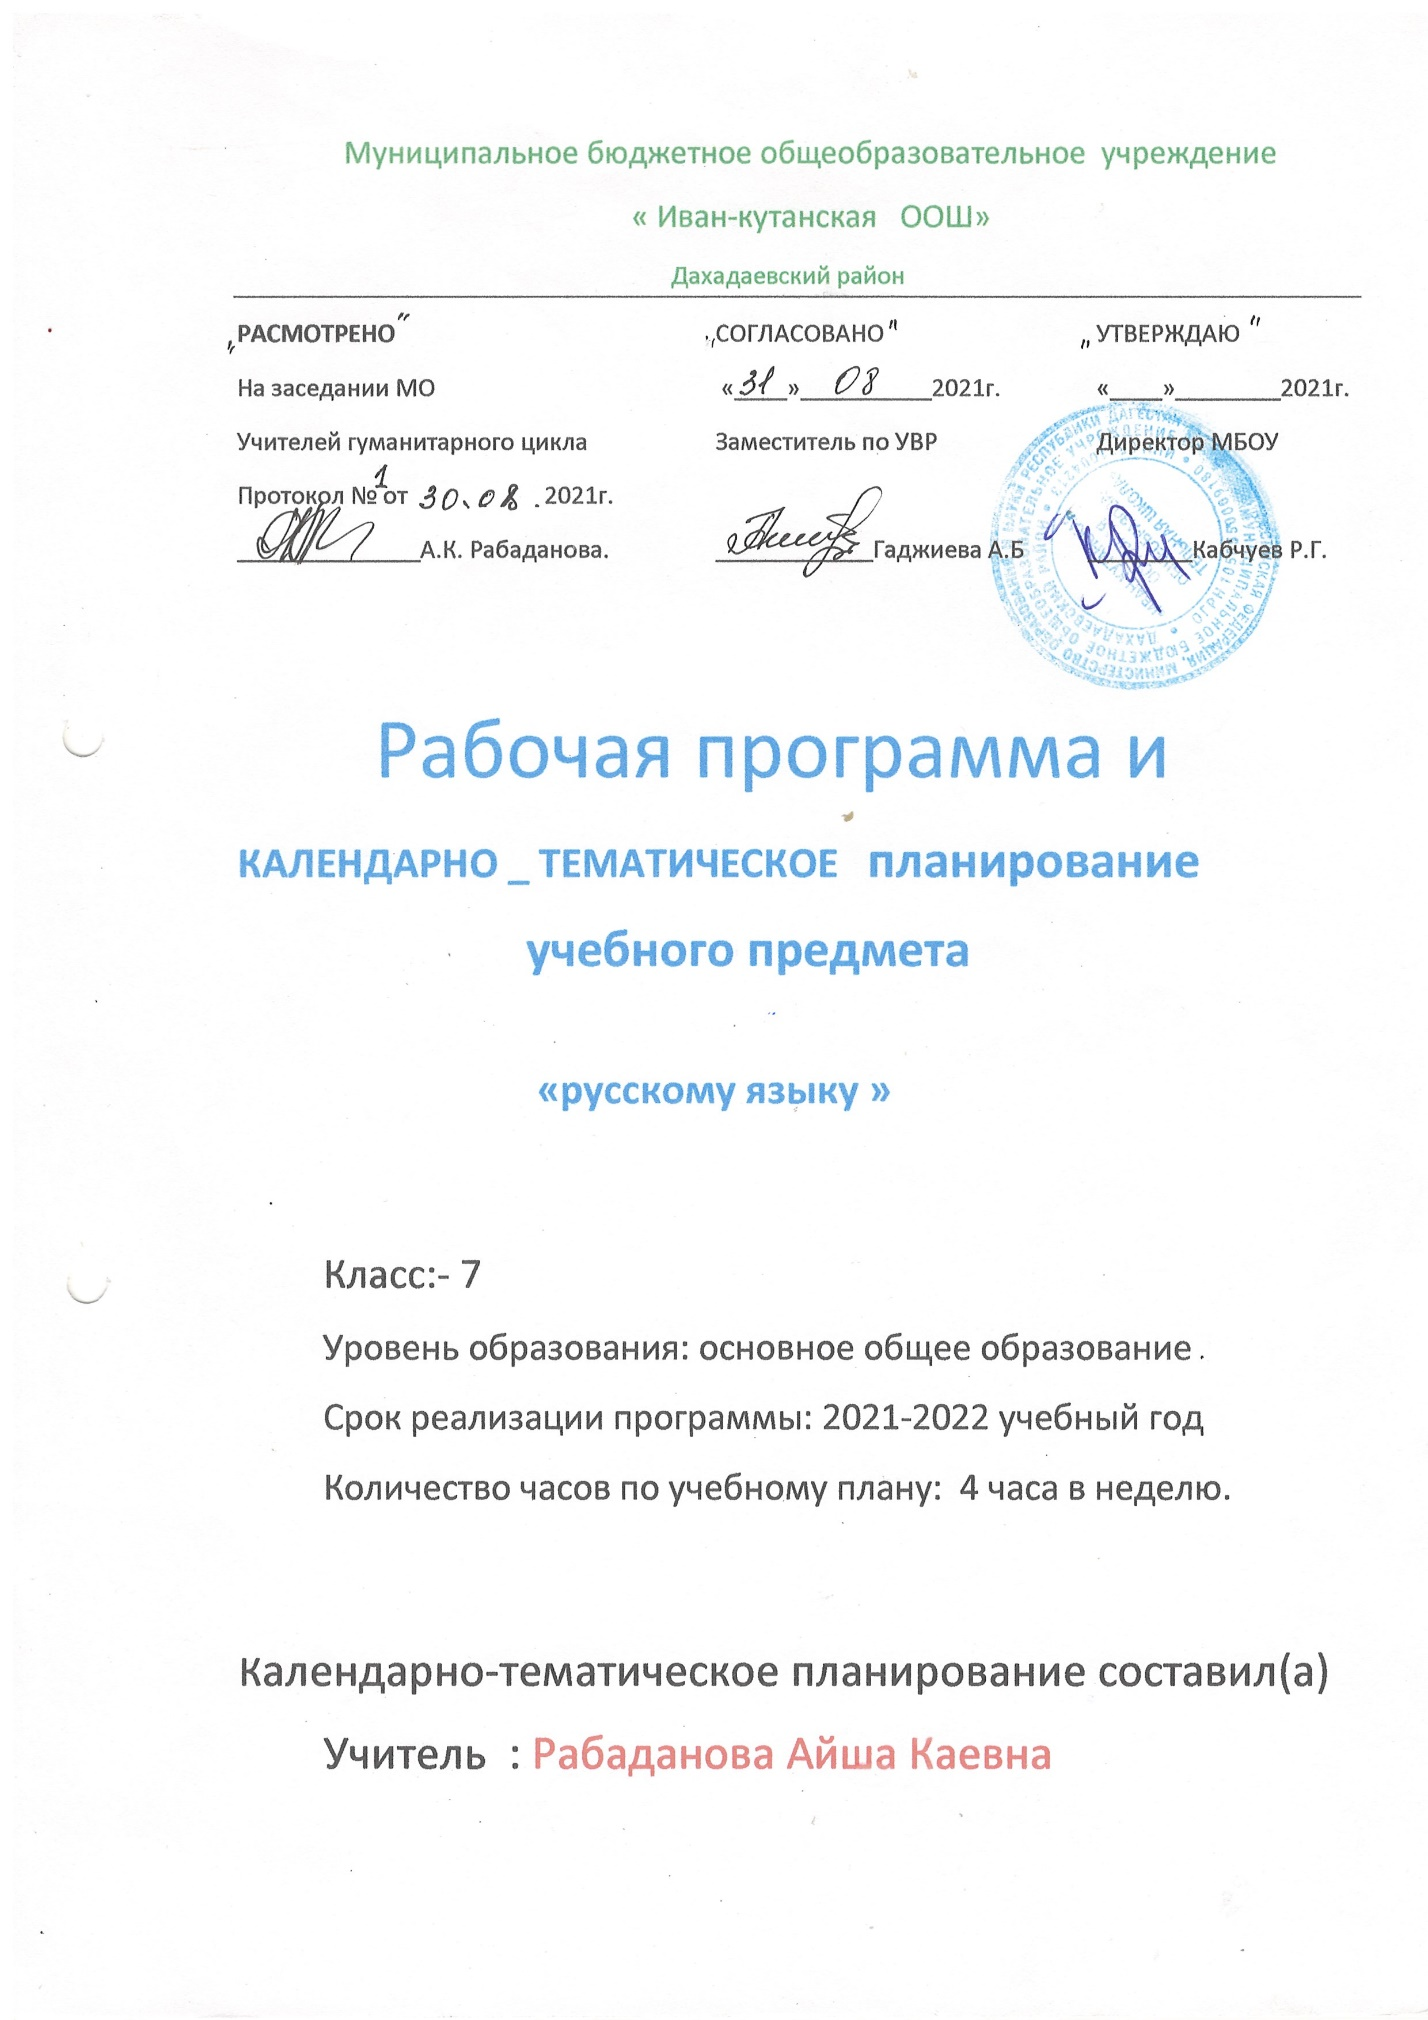 Муниципальное бюджетное общеобразовательное учреждение
« Иван-кутанская ООШ»
Дахадаевский район
„РАСМОТРЕНО" „СОГЛАСОВАНО" „УТВЕРЖДАЮ"
На заседании МО «31»__________2021г. 08 «____»________2021г.
Учителей гуманитарного цикла Заместитель по УВР Директор МБОУ
Протокол №1 от 30.08.2021г.
А.К. Рабаданова. Гаджиева А.Б Кабчуев Р.Г.
Рабочая программа и
КАЛЕНДАРНО _ ТЕМАТИЧЕСКОЕ планирование
учебного предмета
«русскому языку »
Класс:- 7
Уровень образования: основное общее образование .
Срок реализации программы: 2021-2022 учебный год
Количество часов по учебному плану: 4 часа в неделю.
Календарно-тематическое планирование составил(а)
Учитель : Рабаданова Айша Каевна